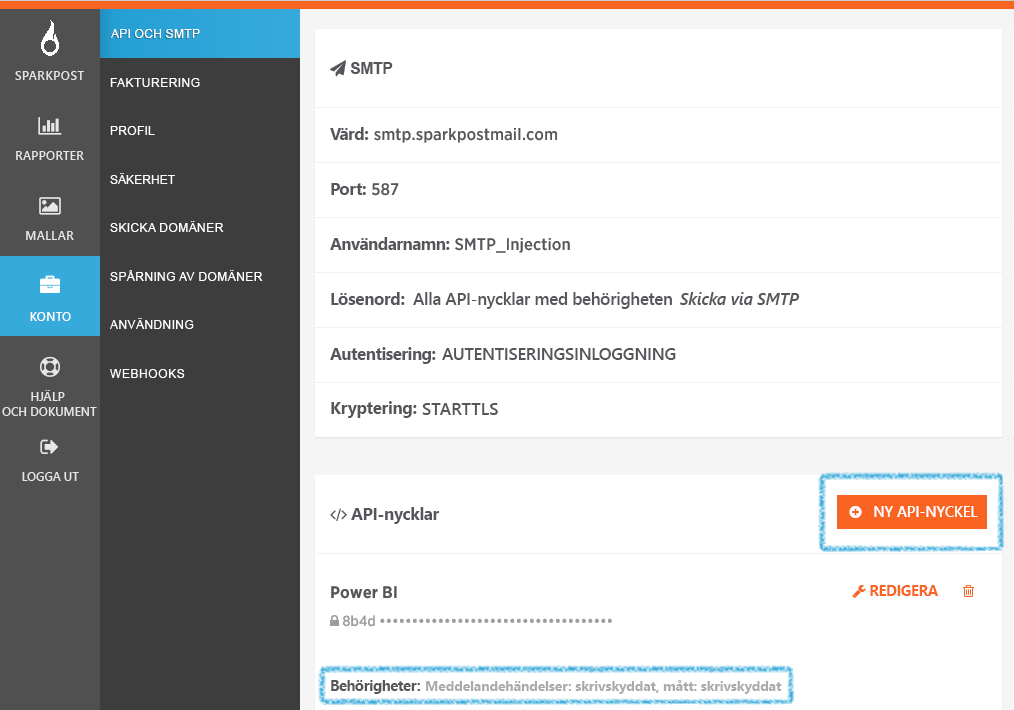 SPARKPOST
RAPPORTER
MALLAR
KONTO
HJÄLP
OCH DOKUMENT
LOGGA UT
API OCH SMTP
FAKTURERING
PROFIL
SÄKERHET
SKICKA DOMÄNER
SPÅRNING AV DOMÄNER
ANVÄNDNING
WEBHOOKS
SMTP
Värd: smtp.sparkpostmail.com
Port: 587
Användarnamn: SMTP_Injection
Lösenord: Alla API-nycklar med behörigheten Skicka via SMTP
Autentisering: AUTENTISERINGSINLOGGNING
Kryptering: STARTTLS
</> API-nycklar
NY API-NYCKEL
Power BI
REDIGERA
8b4d ••••••••••••••••••••••••••••••••••••
Behörigheter: Meddelandehändelser: skrivskyddat, mått: skrivskyddat